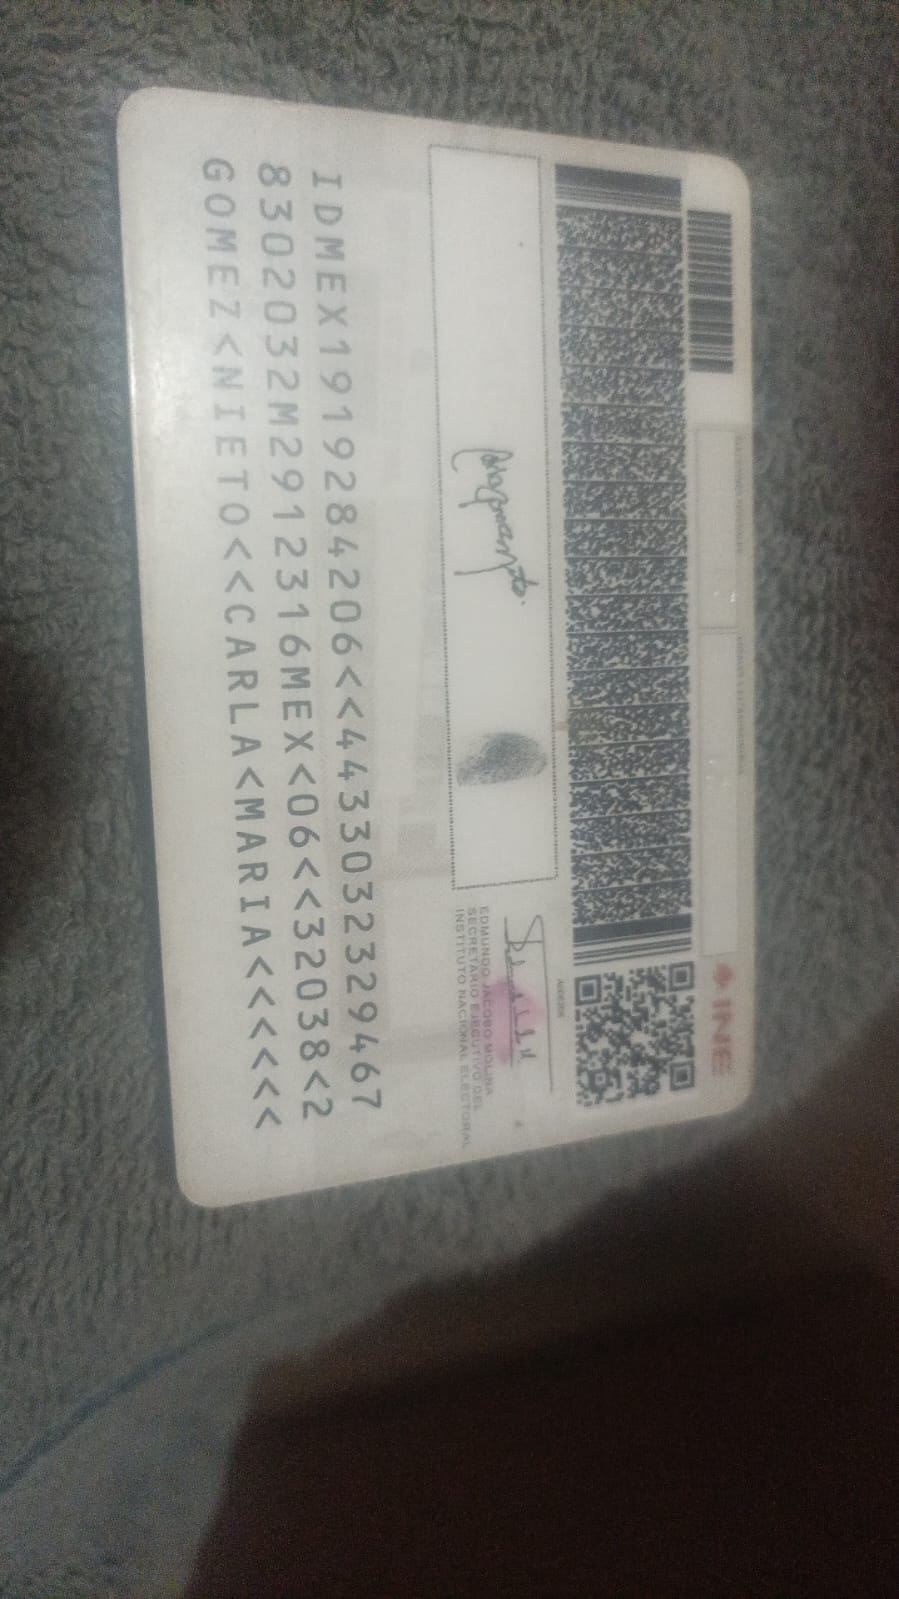 INE
EDMUNDO JACOBO MOLINA
SECRETARIO EJECUTIVO DEL
INSTITUTO NACIONAL ELECTORAL
IDMEX1919284206<<4433032329467
8302032M2912316MEX<06<<32038<2
GOMEZ<NIETO<<CARLA<MARIA<<<<<<